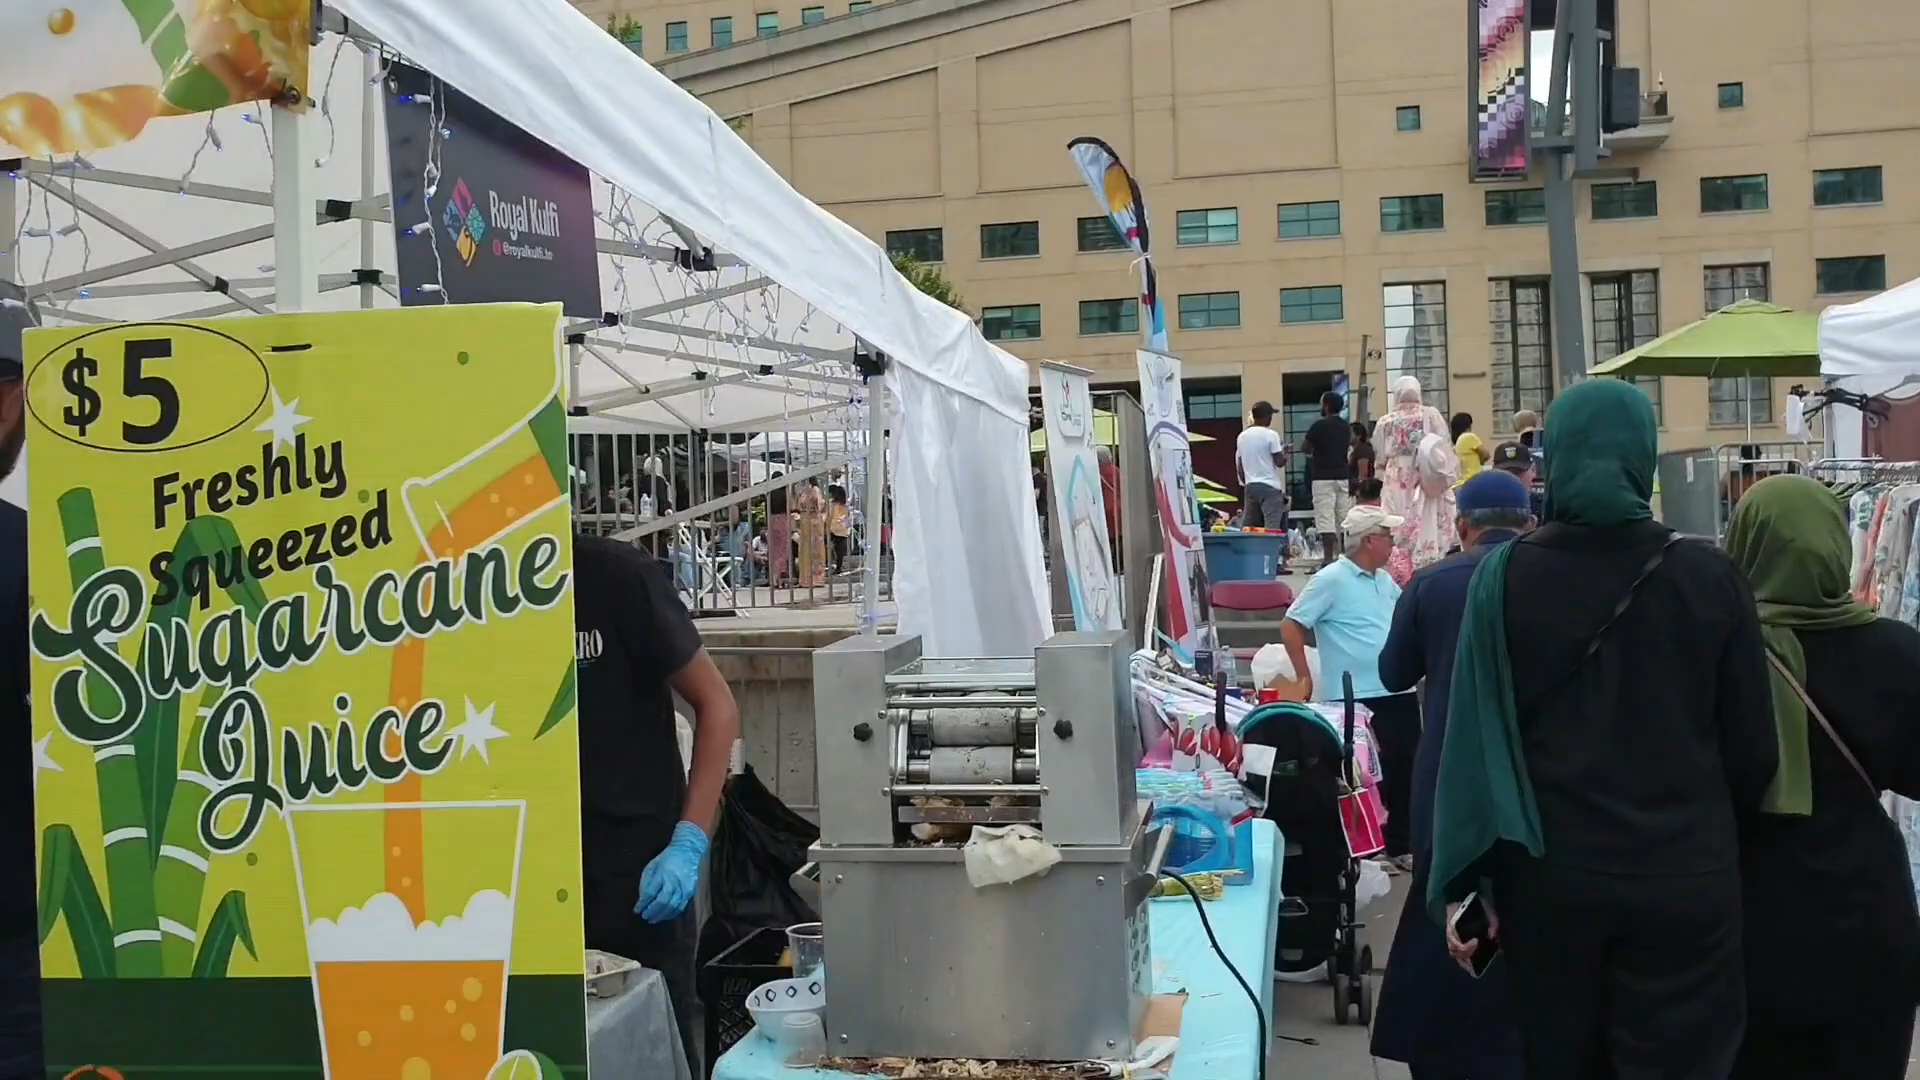 Royal Kulfi
@royalkulfi.to
$5
Freshly
Squeezed
Sugarcane
Juice